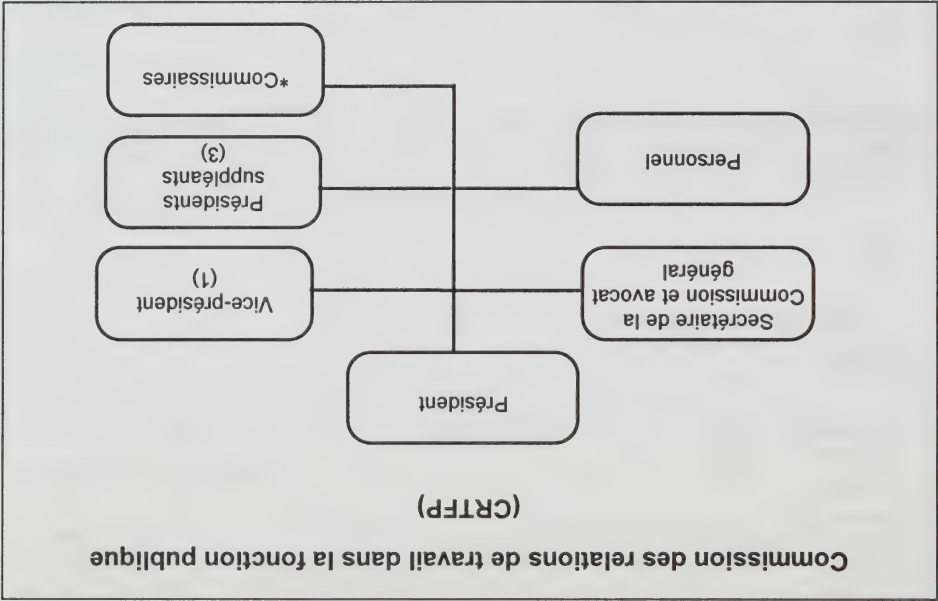 Commission des relations de travail dans la fonction publique
(CRTFP)
Président
Secrétaire de la
Commission et avocat
général
Vice-président
(1)
Personnel
Présidents
suppléants
(3)
*Commissaires